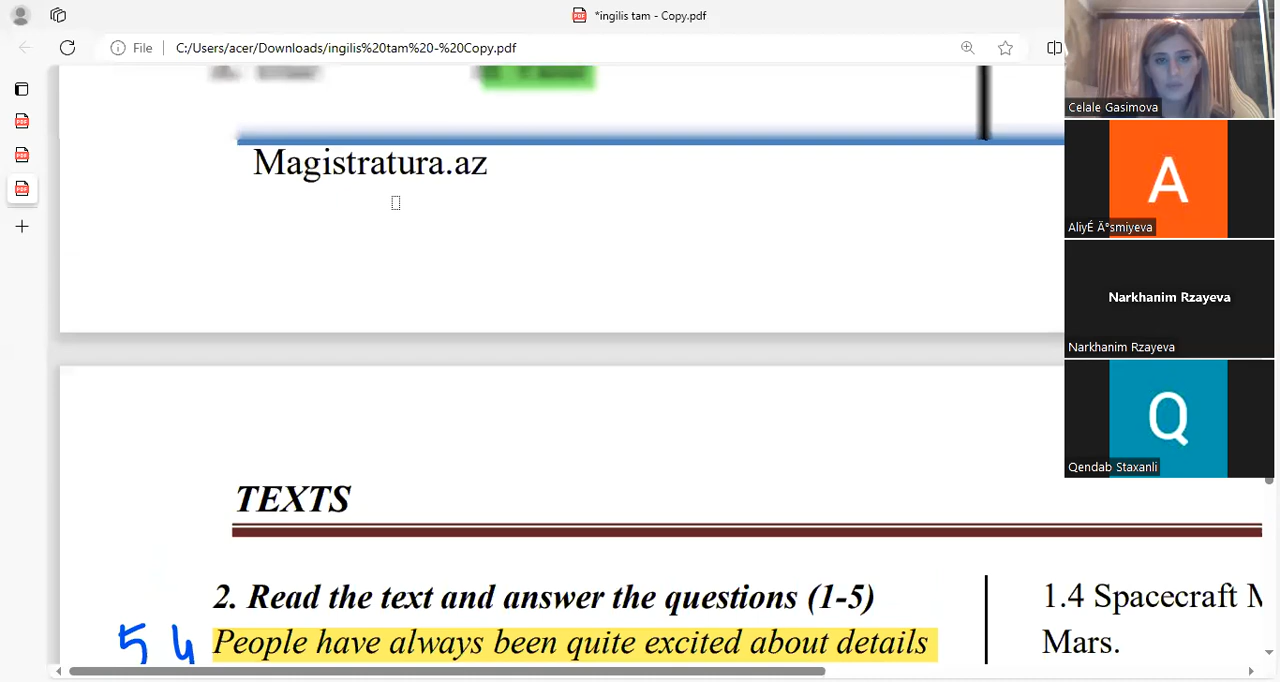 *ingilis tam - Copy.pdf
File
C:/Users/acer/Downloads/ingilis%20tam%20-%20Copy.pdf
Magistratura.az
TEXTS
2. Read the text and answer the questions (1-5)
5 4
People have always been quite excited about details
1.4 Spacecraft M
Mars.
Celale Gasimova
A
AliyÉ Ä°smiyeva
Narkhanim Rzayeva
Narkhanim Rzayeva
Q
Qendab Staxanli